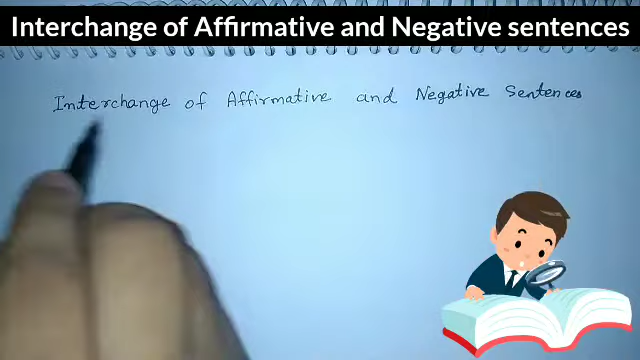 Interchange of Affirmative and Negative sentences
Interchange of Affirmative and Negative Sentences